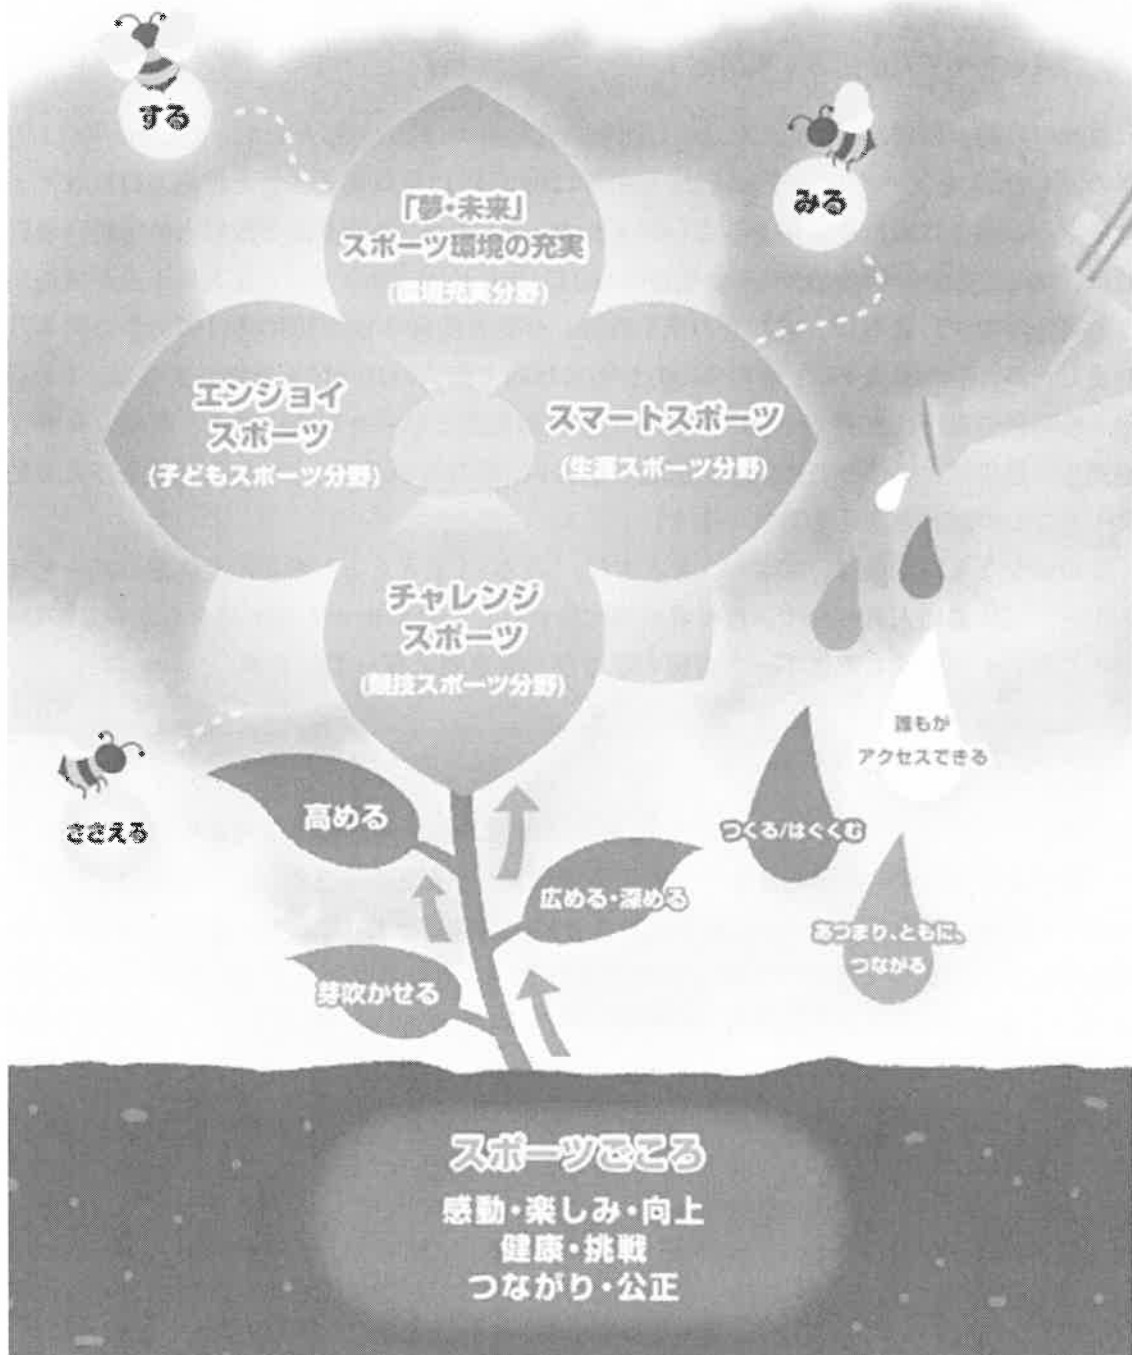 する
みる
「夢・未来」
スポーツ環境の充実
(環境充実分野)
エンジョイ
スポーツ
(子どもスポーツ分野)
スマートスポーツ
(生涯スポーツ分野)
チャレンジ
スポーツ
(競技スポーツ分野)
誰もが
アクセスできる
ささえる
高める
つくる/はぐくむ
広める・深める
あつまり、ともに、
つながる
芽吹かせる
スポーツごころ
感動・楽しみ・向上
健康・挑戦
つながり・公正